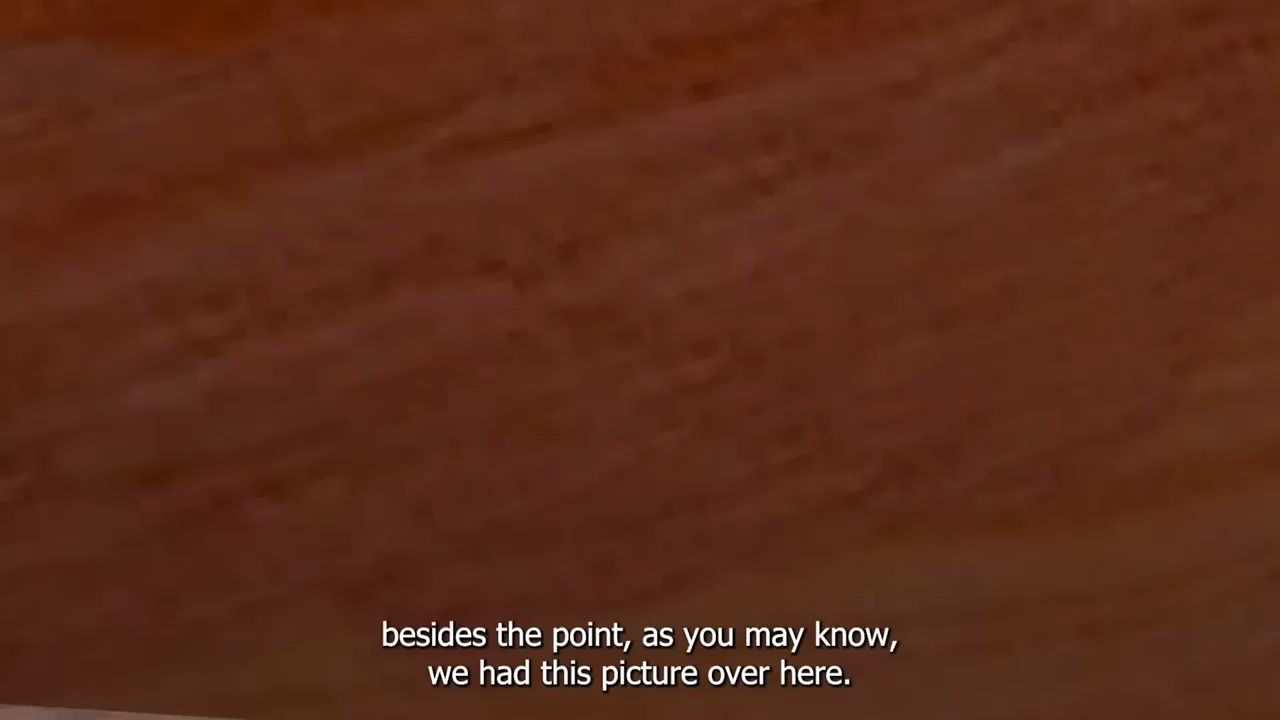 besides the point, as you may know,
we had this picture over here.